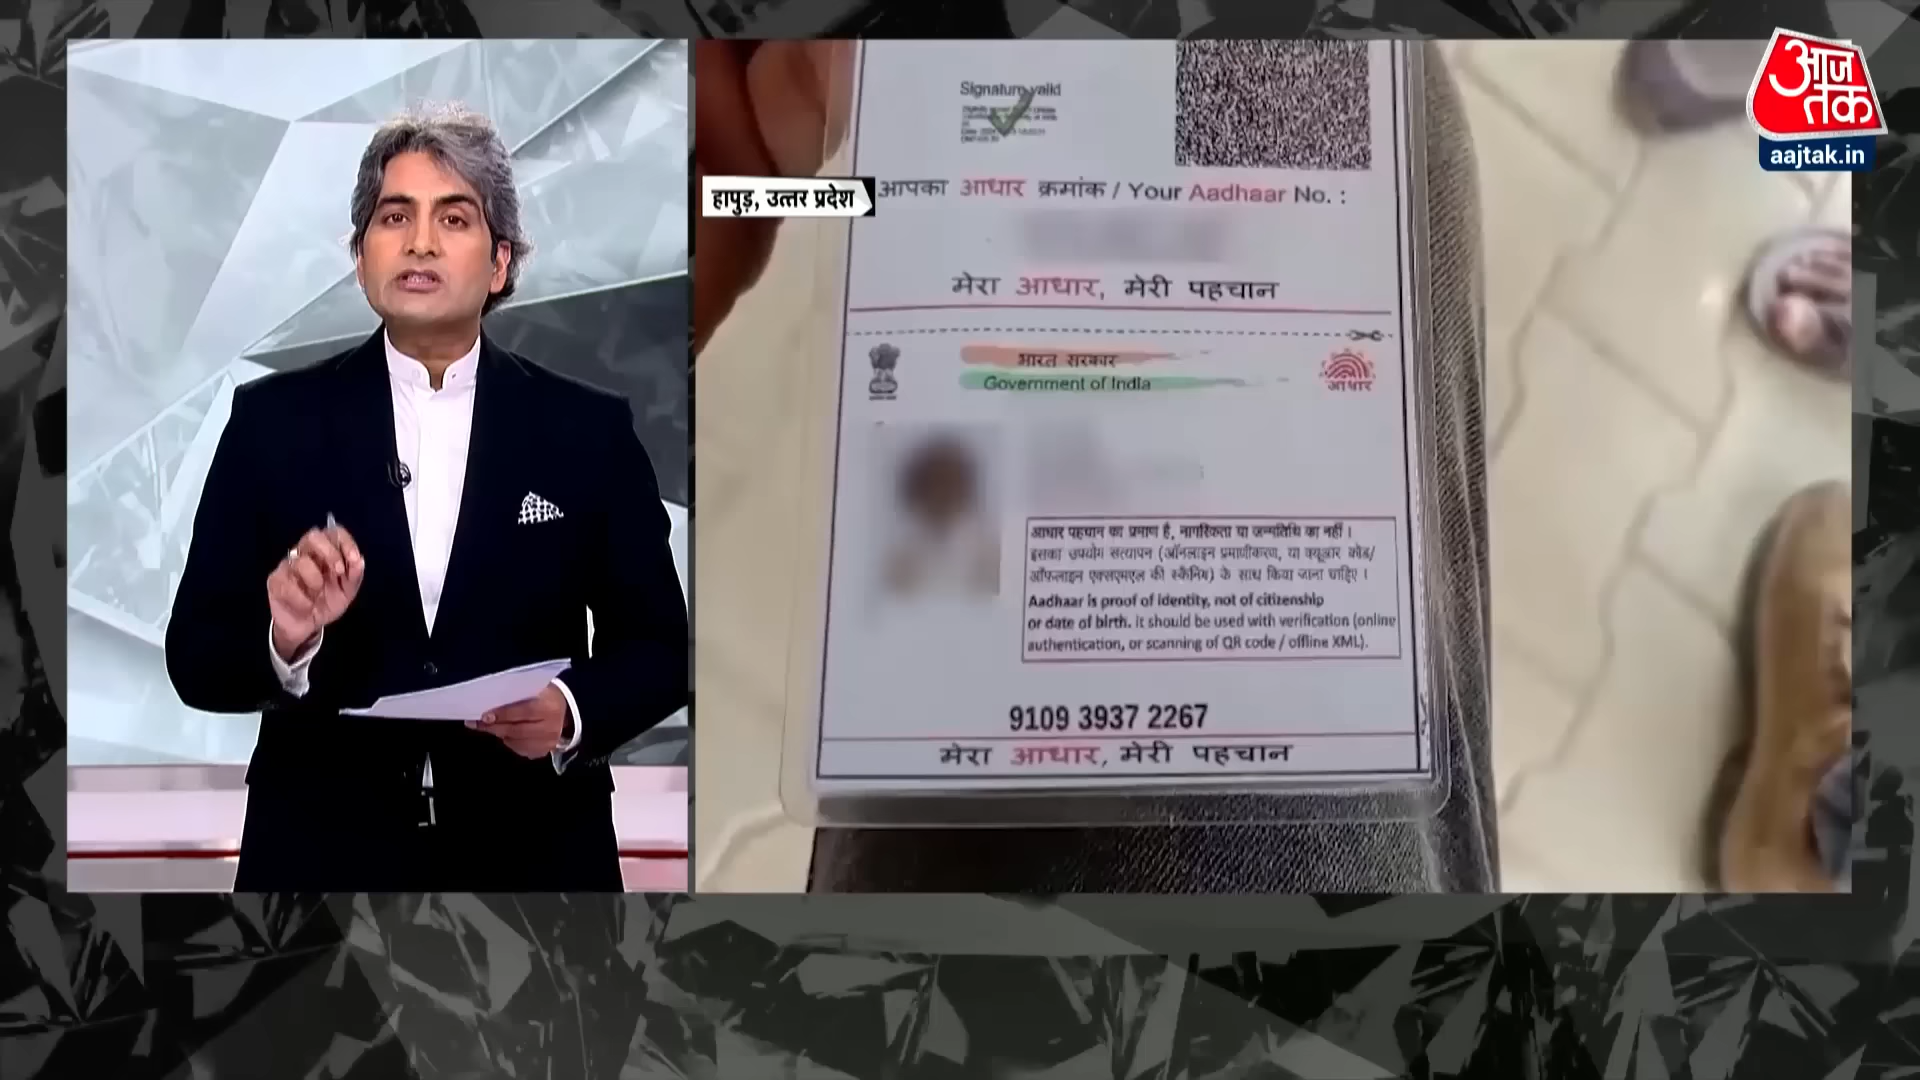 आज
तक
aajtak.in
हापुड़, उत्तर प्रदेश
Signature valid
आपका आधार क्रमांक / Your Aadhaar No. :
मेरा आधार, मेरी पहचान
भारत सरकार
Government of India
आधार
आधार पहचान का प्रमाण है, नागरिकता या जन्मतिथि का नहीं ।
इसका उपयोग सत्यापन (ऑनलाइन प्रमाणीकरण, या क्यूआर कोड/
ऑफलाइन एक्सएमएल की स्कैनिंग) के साथ किया जाना चाहिए ।
Aadhaar is proof of identity, not of citizenship
or date of birth. It should be used with verification (online
authentication, or scanning of QR code / offline XML).
9109 3937 2267
मेरा आधार, मेरी पहचान